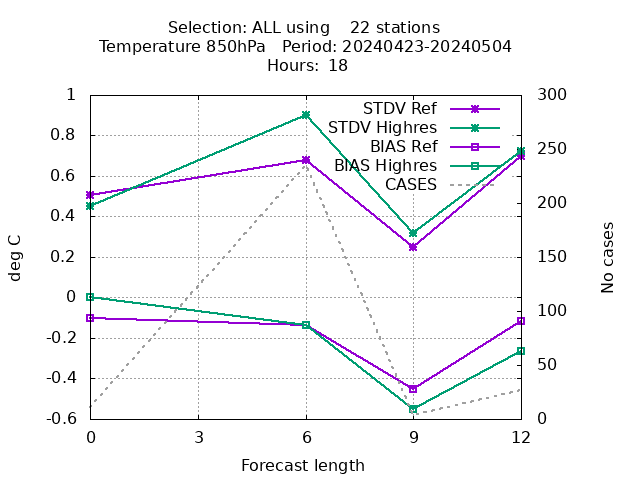 Selection: ALL using    22 stations
Temperature 850hPa   Period: 20240423-20240504
Hours:  18
STDV Ref
STDV Highres
BIAS Ref
BIAS Highres
CASES
1
0.8
0.6
0.4
0.2
0
-0.2
-0.4
-0.6
deg C
300
250
200
150
100
50
0
No cases
0 3 6 9 12
Forecast length